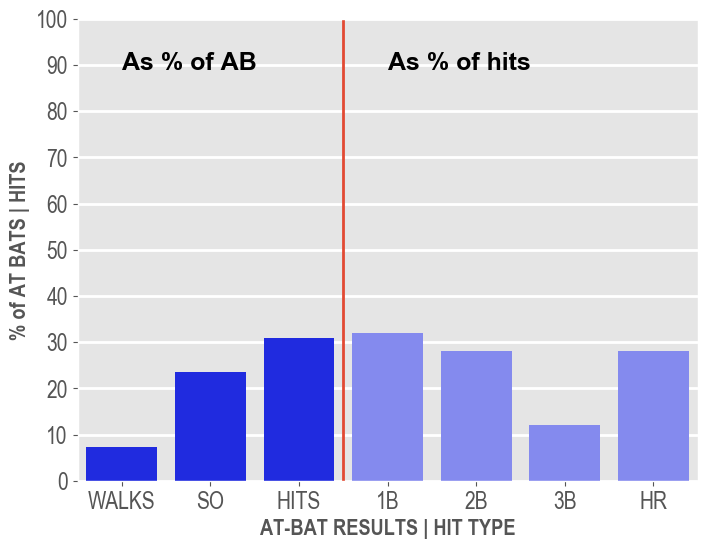 As % of AB
As % of hits
100
90
80
70
60
50
40
30
20
10
0
% of AT BATS | HITS
WALKS SO HITS 1B 2B 3B HR
AT-BAT RESULTS | HIT TYPE